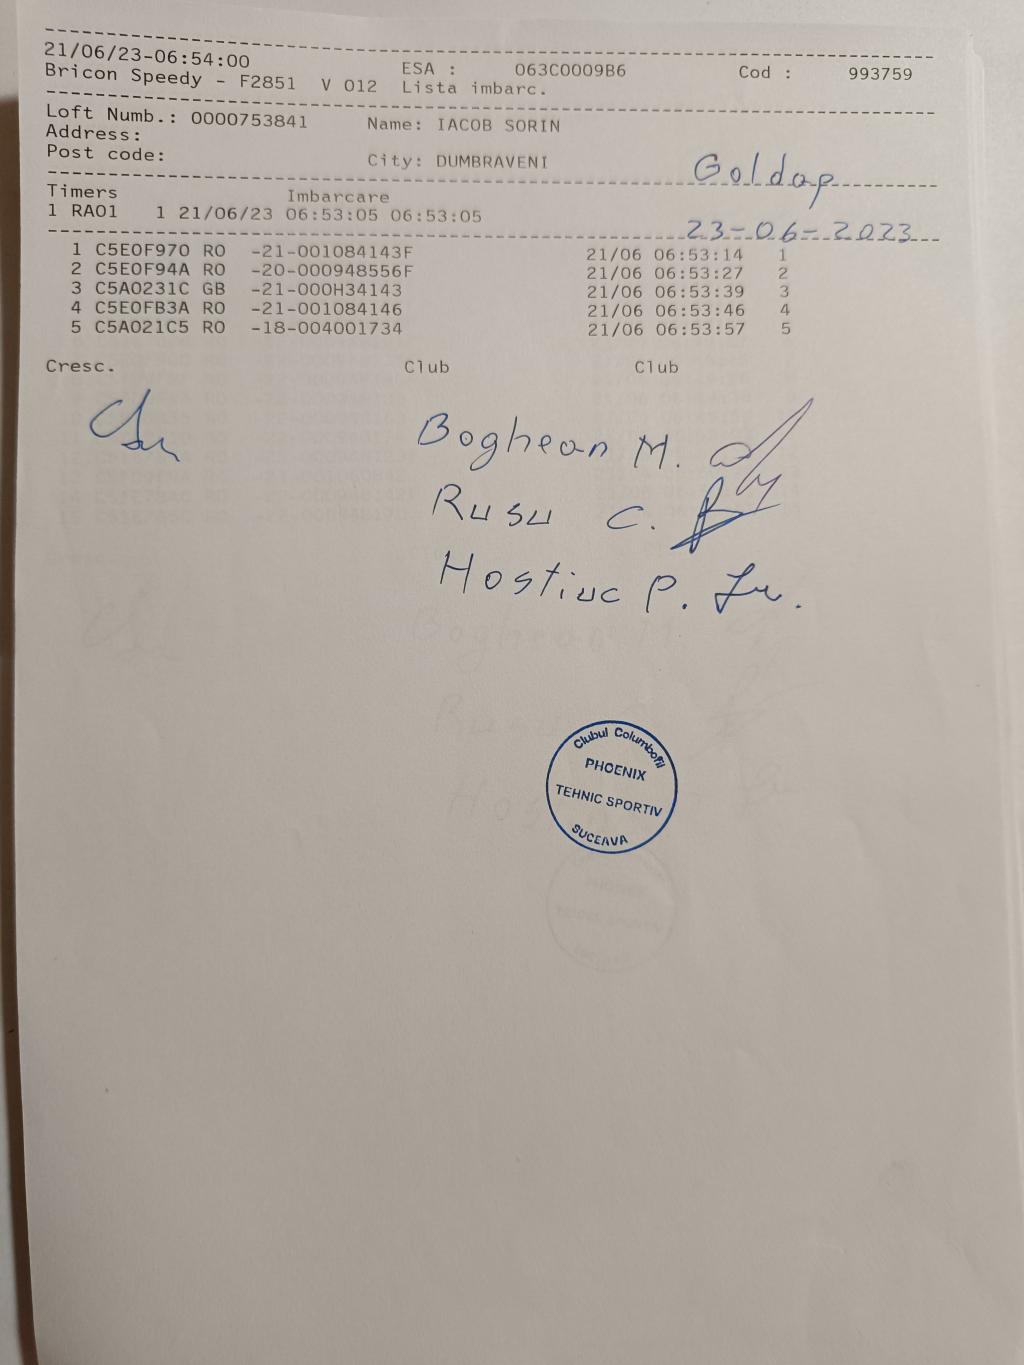 21/06/23-06:54:00 ESA : 063C0009B6 Cod : 993759
Bricon Speedy - F2851 V 012 Lista imbarc.
Loft Numb.: 0000753841 Name: IACOB SORIN
Address:
Post code: City: DUMBRAVENI
Goldap
Timers Imbarcare
1 RA01 1 21/06/23 06:53:05 06:53:05
23-06-2023
1 C5E0F970 RO -21-001084143F 21/06 06:53:14 1
2 C5E0F94A RO -20-000948556F 21/06 06:53:27 2
3 C5A0231C GB -21-000H34143 21/06 06:53:39 3
4 C5E0FB3A RO -21-001084146 21/06 06:53:46 4
5 C5A021C5 RO -18-004001734 21/06 06:53:57 5
Cresc. Club Club
Boghean M.
Rusu C.
Hostiuc P.
Clubul Columbofil
PHOENIX
TEHNIC SPORTIV
SUCEAVA